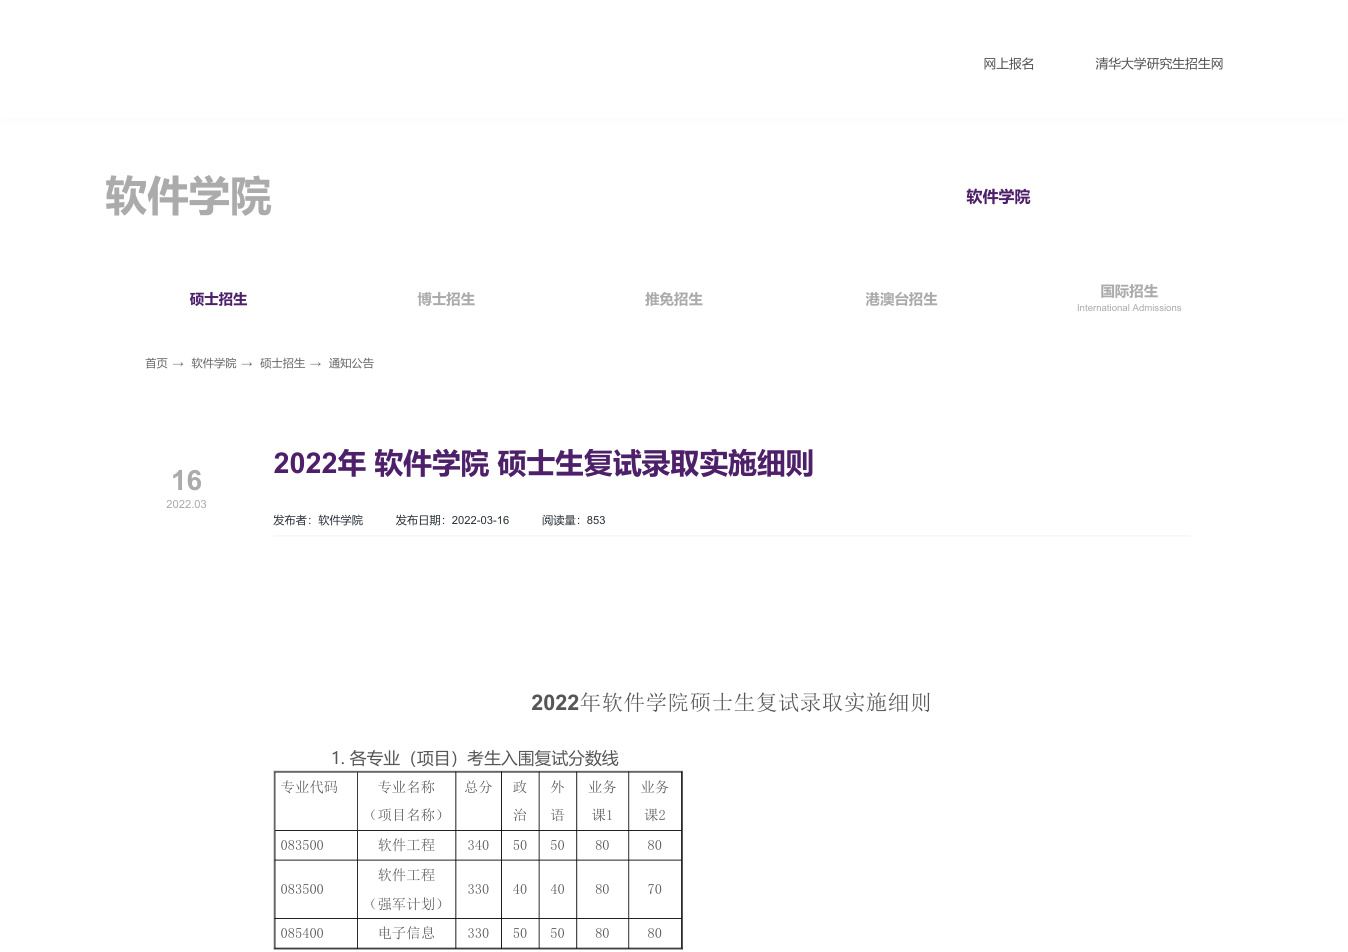 网上报名 清华大学研究生招生网
软件学院 软件学院
硕士招生 博士招生 推免招生 港澳台招生 国际招生
International Admissions
首页 → 软件学院 → 硕士招生 → 通知公告
16
2022.03
2022年 软件学院 硕士生复试录取实施细则
发布者：软件学院 发布日期：2022-03-16 阅读量：853
2022年软件学院硕士生复试录取实施细则
1. 各专业（项目）考生入围复试分数线
专业代码 专业名称 总分 政 外 业务 业务
（项目名称） 治 语 课1 课2
083500 软件工程 340 50 50 80 80
软件工程
083500 330 40 40 80 70
（强军计划）
085400 电子信息 330 50 50 80 80